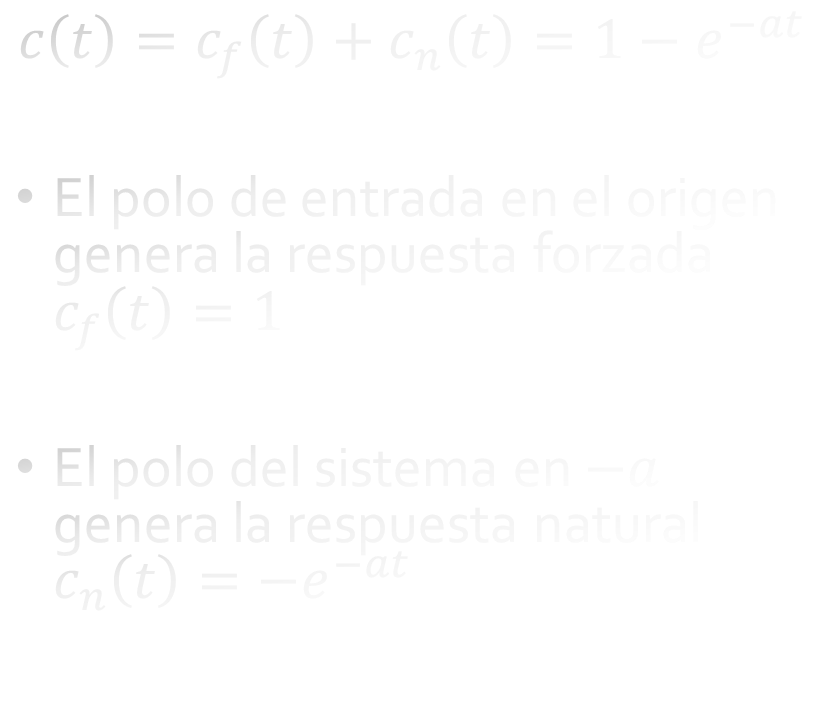 c(t) = c_f(t) + c_n(t) = 1 − e^{−at}
• El polo de entrada en el origen
genera la respuesta forzada
c_f(t) = 1
• El polo del sistema en −a
genera la respuesta natural
c_n(t) = −e^{−at}